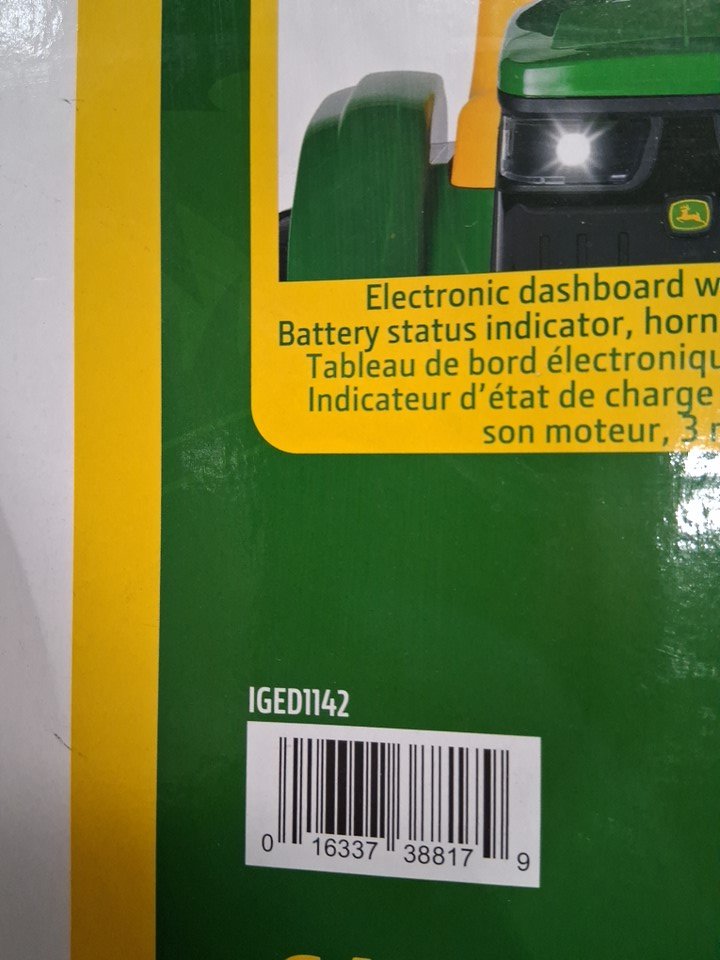 Electronic dashboard w
Battery status indicator, horn
Tableau de bord électroniqu
Indicateur d'état de charge
son moteur, 3
IGED1142
0 16337 38817 9